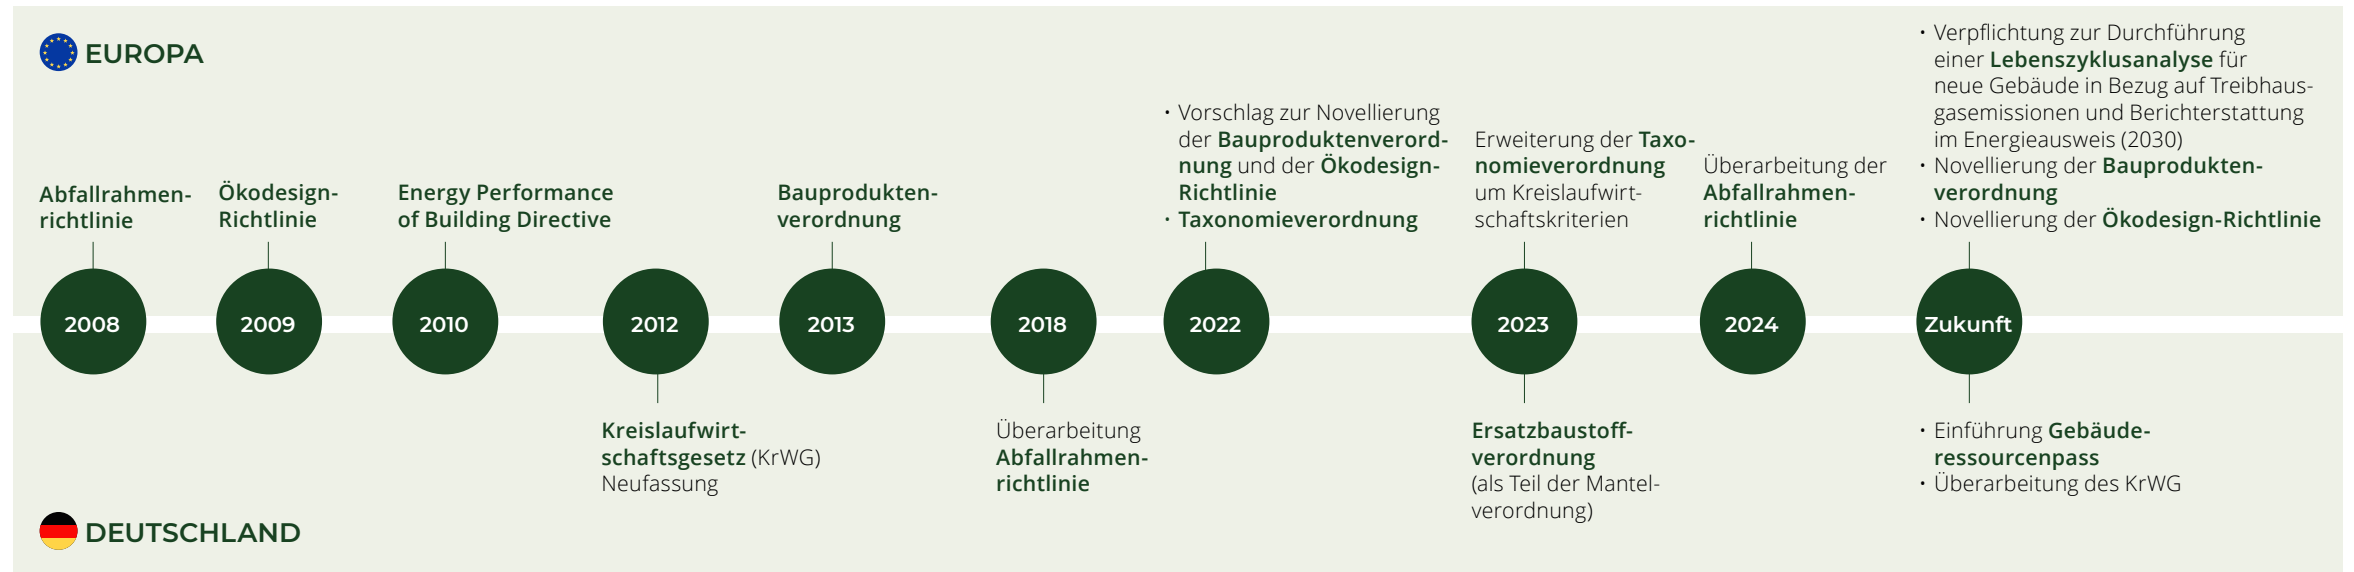 EUROPA
Abfallrahmen-
richtlinie
Ökodesign-
Richtlinie
Energy Performance
of Building Directive
Bauprodukten-
verordnung
• Vorschlag zur Novellierung
der Bauproduktenverord-
nung und der Ökodesign-
Richtlinie
• Taxonomieverordnung
Erweiterung der Taxo-
nomieverordnung
um Kreislaufwirt-
schaftskriterien
Überarbeitung der
Abfallrahmen-
richtlinie
• Verpflichtung zur Durchführung
einer Lebenszyklusanalyse für
neue Gebäude in Bezug auf Treibhaus-
gasemissionen und Berichterstattung
im Energieausweis (2030)
• Novellierung der Bauprodukten-
verordnung
• Novellierung der Ökodesign-Richtlinie
2008
2009
2010
2012
2013
2018
2022
2023
2024
Zukunft
Kreislaufwirt-
schaftsgesetz (KrWG)
Neufassung
Überarbeitung
Abfallrahmen-
richtlinie
Ersatzbaustoff-
verordnung
(als Teil der Mantel-
verordnung)
• Einführung Gebäude-
ressourcenpass
• Überarbeitung des KrWG
DEUTSCHLAND